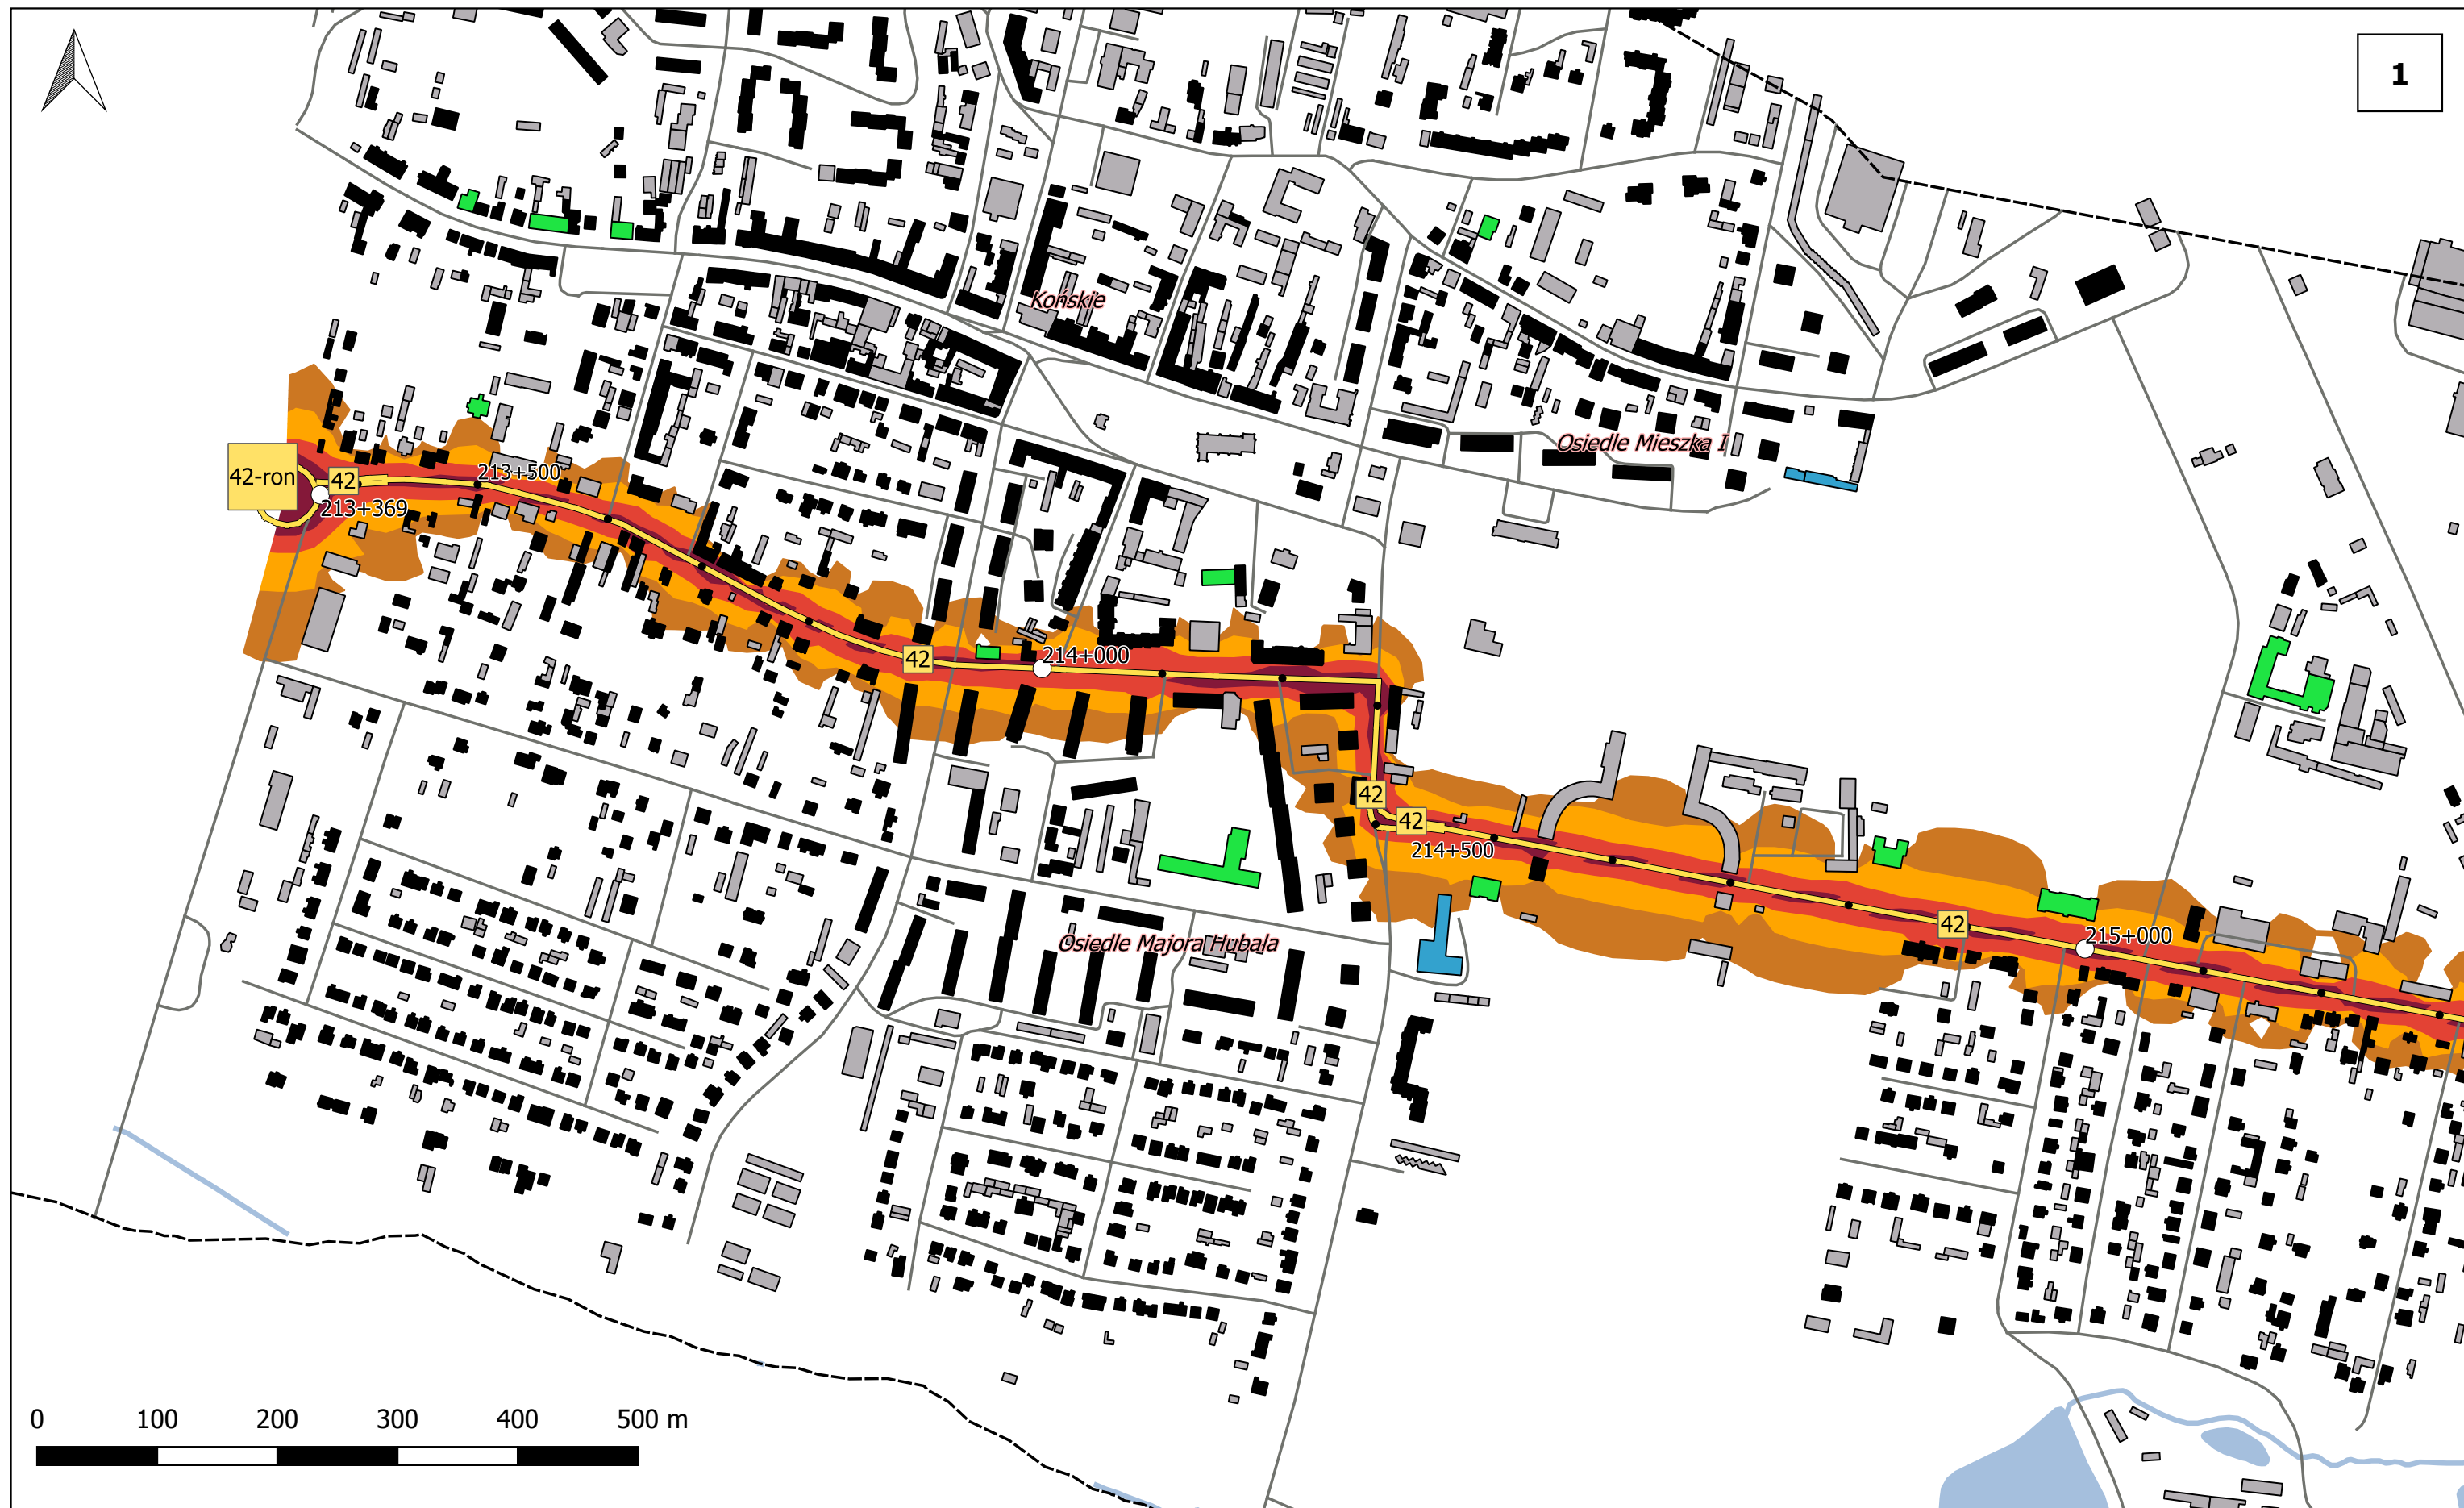 1
Końskie
Osiedle Mieszka I
42-ron
42
213+500
213+369
42
214+000
42
42
214+500
42
215+000
Osiedle Majora Hubala
0 100 200 300 400 500 m